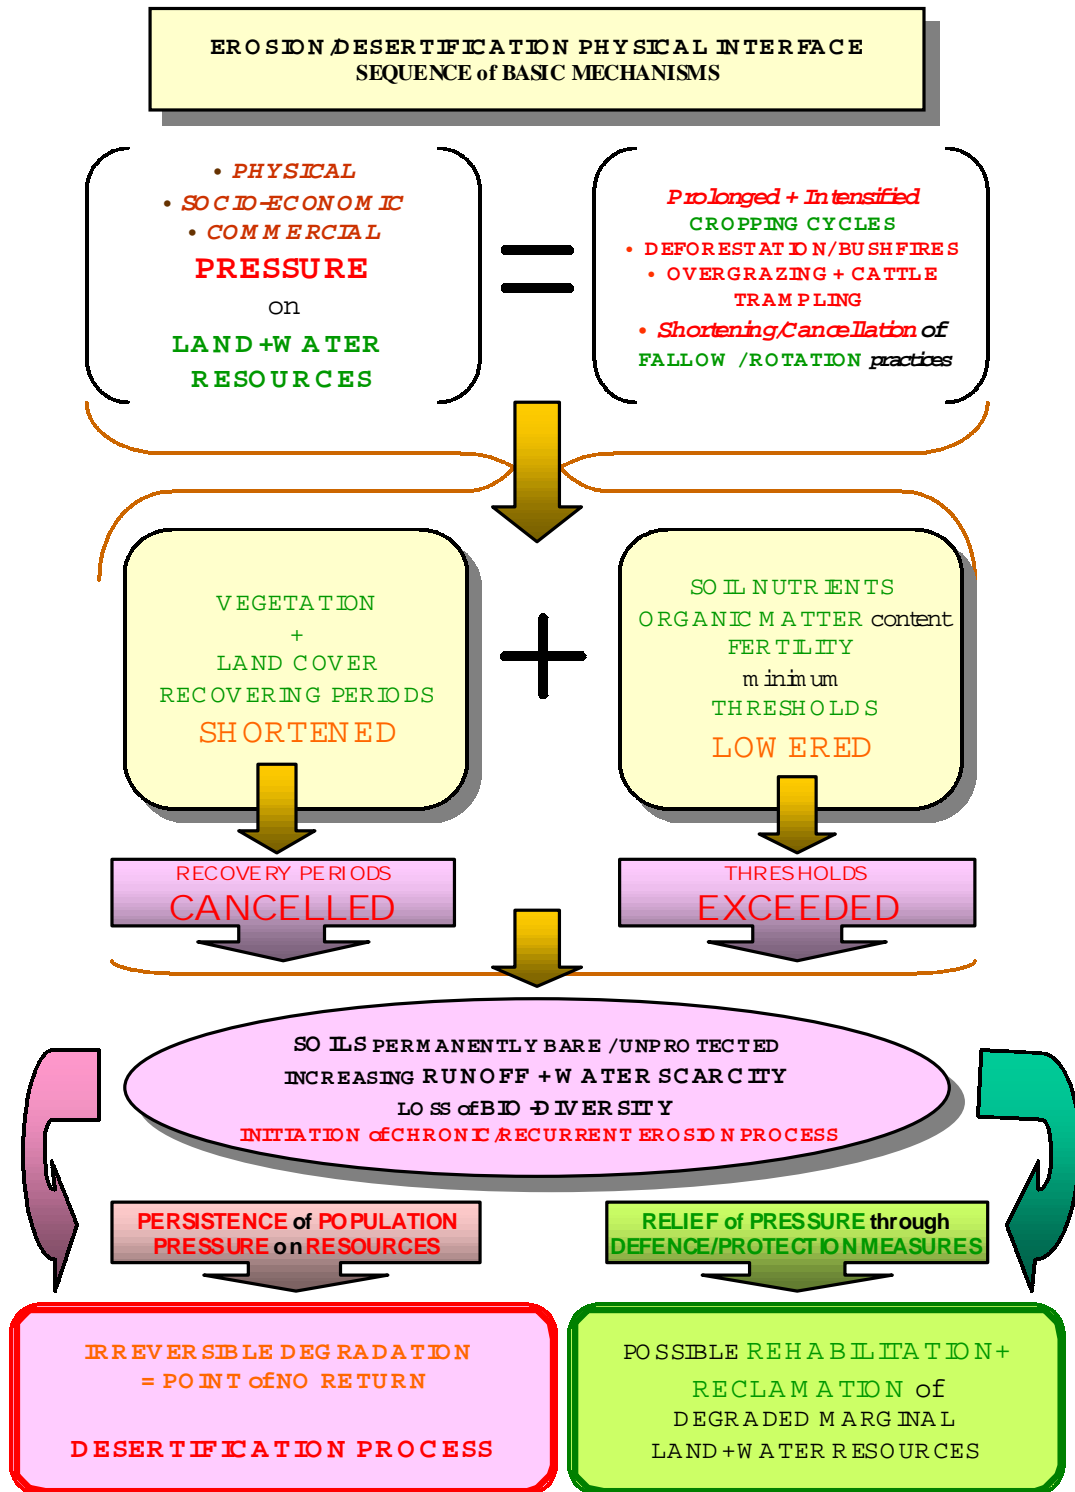 EROSION/DESERTIFICATION PHYSICAL INTERFACE
SEQUENCE of BASIC MECHANISMS
• PHYSICAL
• SOCIO-ECONOMIC
• COMMERCIAL
PRESSURE
on
LAND+WATER
RESOURCES
=
Prolonged + Intensified
CROPPING CYCLES
• DEFORESTATION/BUSHFIRES
• OVERGRAZING + CATTLE
TRAMPLING
• Shortening/Cancellation of
FALLOW/ROTATION practices
VEGETATION
+
LAND COVER
RECOVERING PERIODS
SHORTENED
+
SOIL NUTRIENTS
ORGANIC MATTER content
FERTILITY
minimum
THRESHOLDS
LOWERED
RECOVERY PERIODS
CANCELLED
THRESHOLDS
EXCEEDED
SOILS PERMANENTLY BARE/UNPROTECTED
INCREASING RUNOFF + WATER SCARCITY
LOSS of BIO-DIVERSITY
INITIATION of CHRONIC/RECURRENT EROSION PROCESS
PERSISTENCE of POPULATION
PRESSURE on RESOURCES
RELIEF of PRESSURE through
DEFENCE/PROTECTION MEASURES
IRREVERSIBLE DEGRADATION
= POINT of NO RETURN
DESERTIFICATION PROCESS
POSSIBLE REHABILITATION+
RECLAMATION of
DEGRADED MARGINAL
LAND+WATER RESOURCES